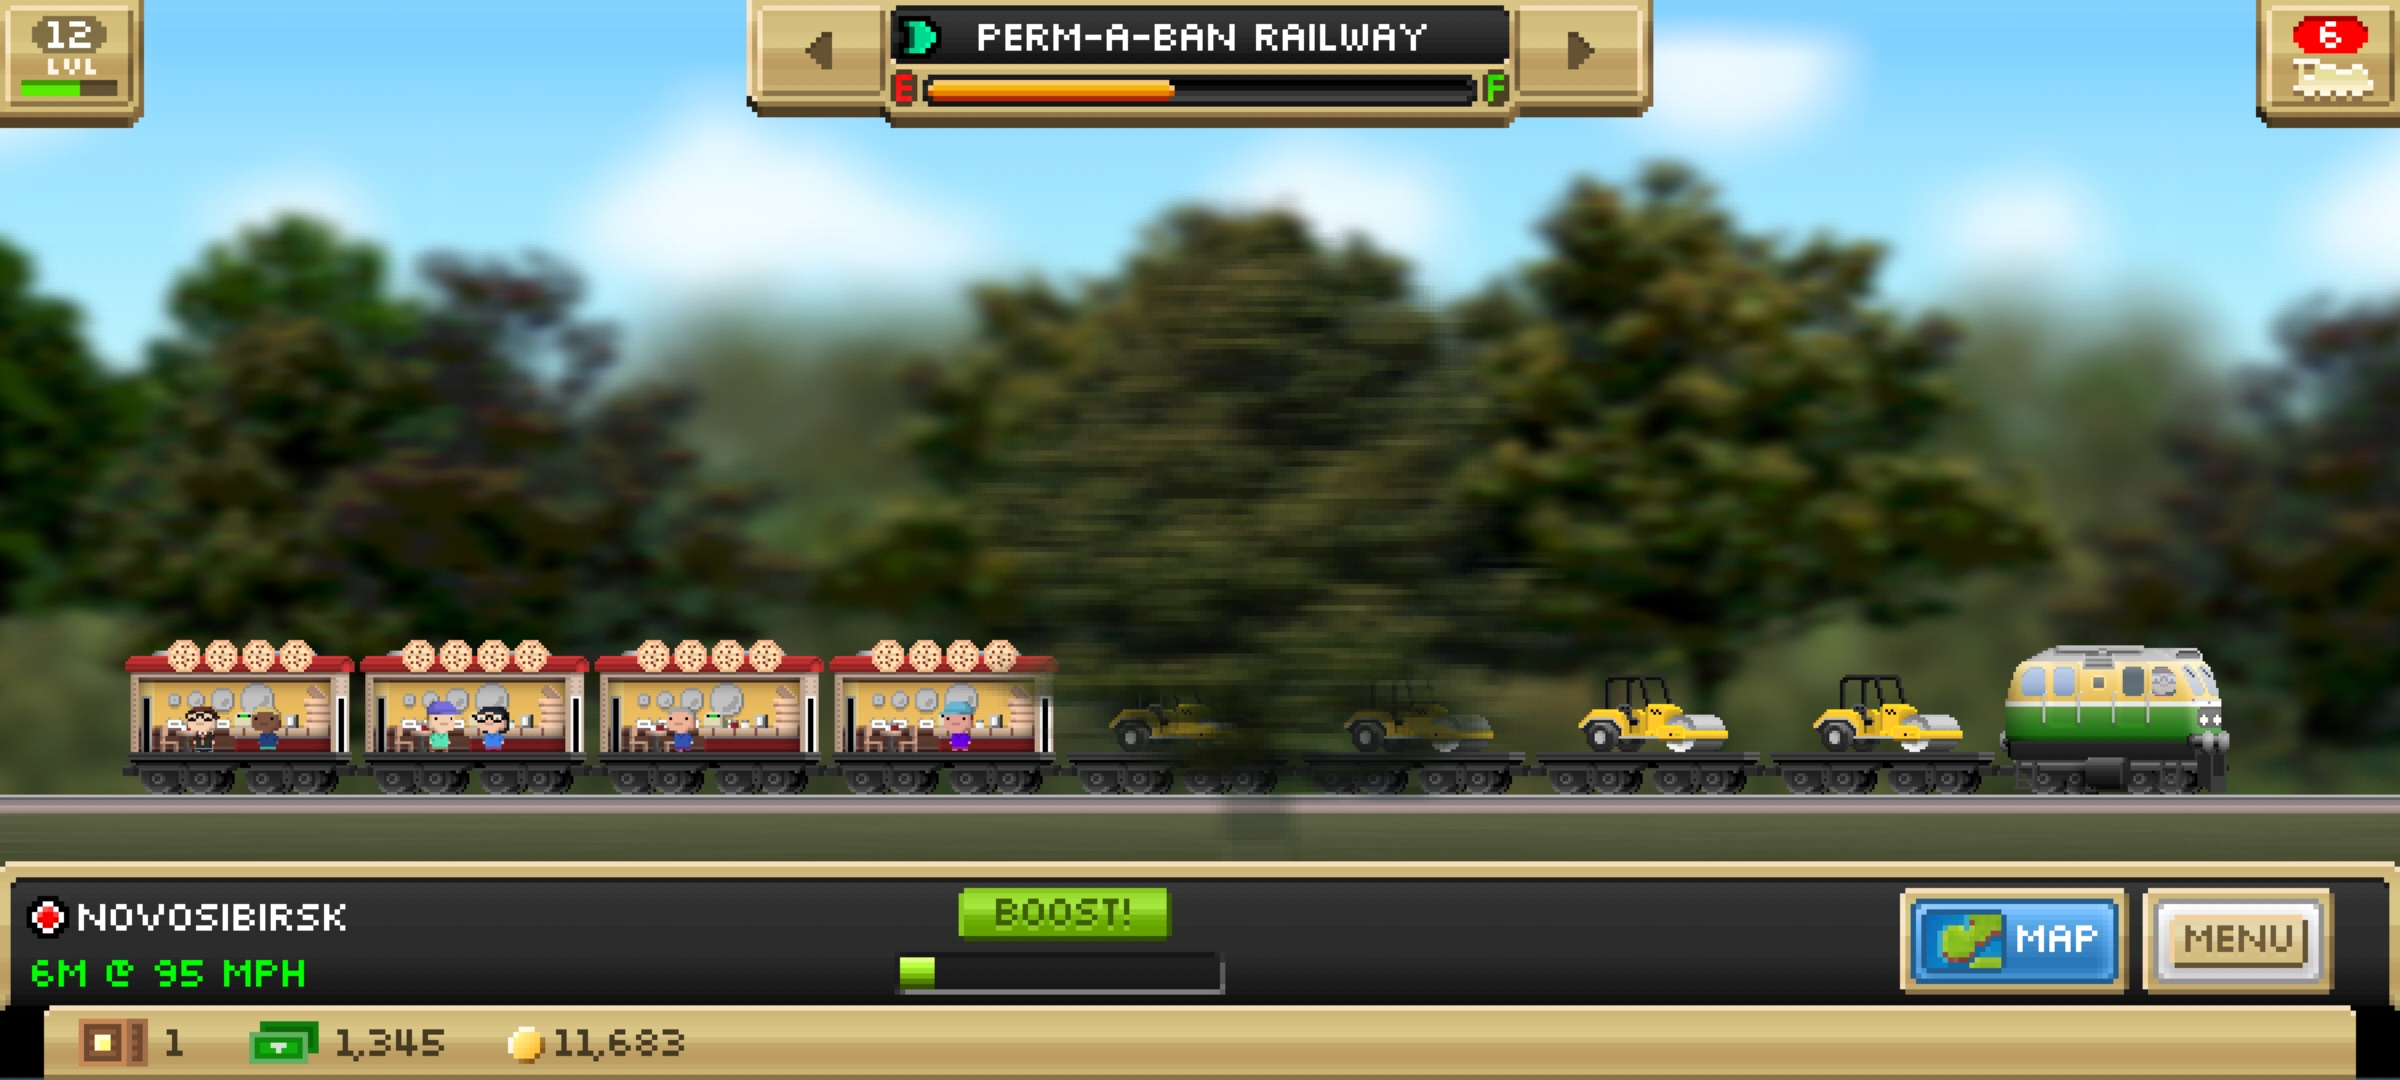 12
LVL
PERM-A-BAN RAILWAY
E F
6
NOVOSIBIRSK
6M @ 95 MPH
BOOST!
MAP
MENU
1 1,345 11,683